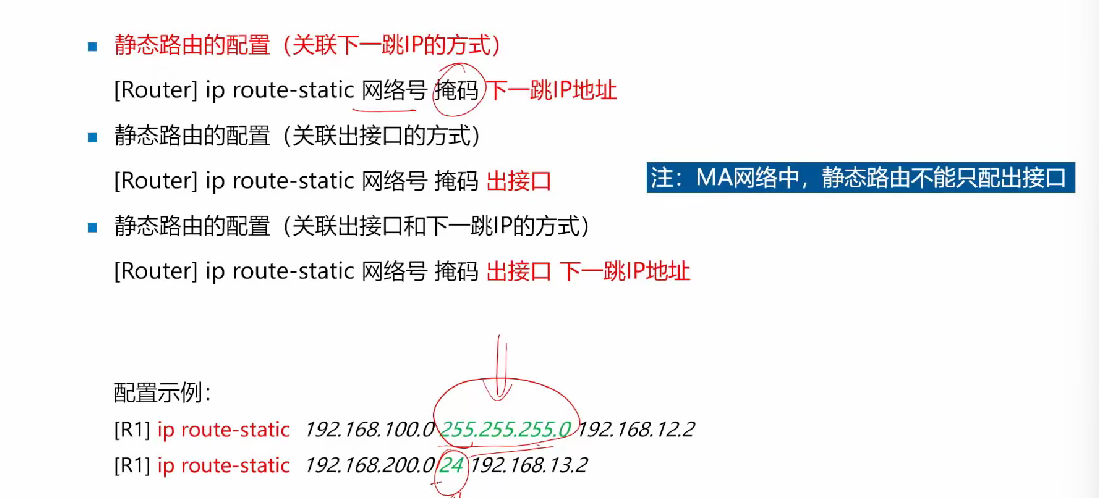 静态路由的配置（关联下一跳IP的方式）
[Router] ip route-static 网络号 掩码 下一跳IP地址
静态路由的配置（关联出接口的方式）
[Router] ip route-static 网络号 掩码 出接口
注：MA网络中，静态路由不能只配出接口
静态路由的配置（关联出接口和下一跳IP的方式）
[Router] ip route-static 网络号 掩码 出接口 下一跳IP地址
配置示例：
[R1] ip route-static 192.168.100.0 255.255.255.0 192.168.12.2
[R1] ip route-static 192.168.200.0 24 192.168.13.2